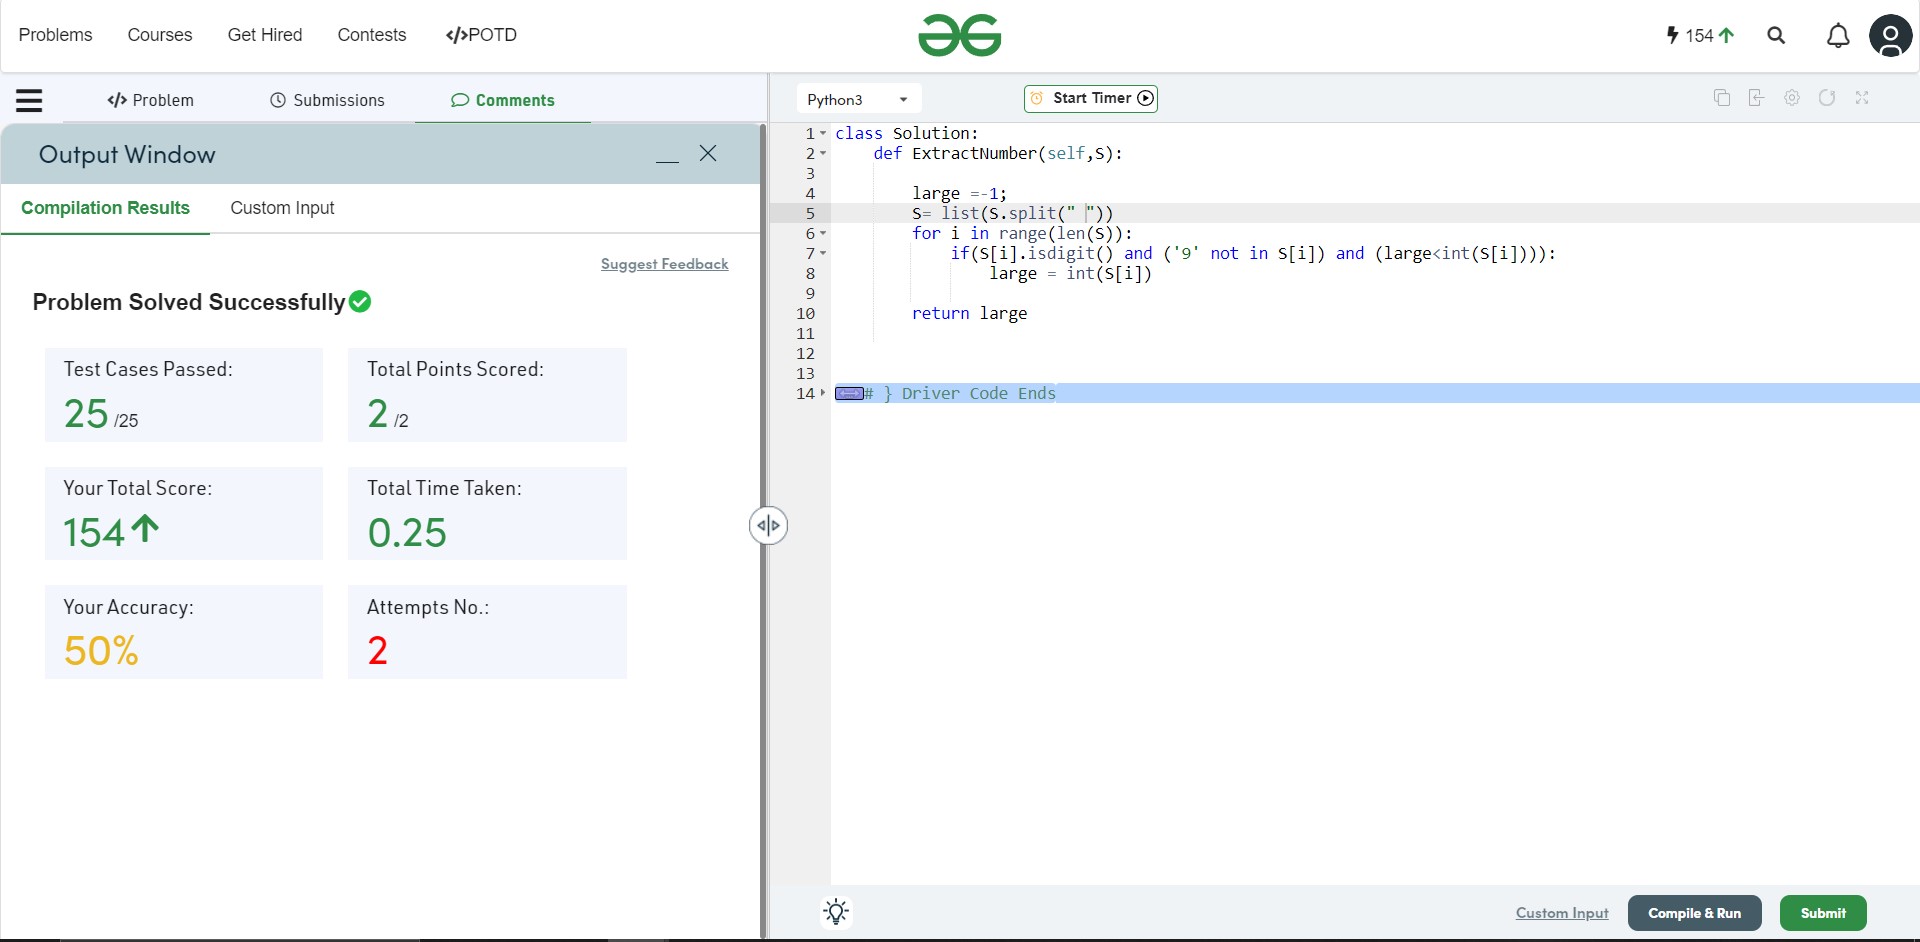 Problems Courses Get Hired Contests </>POTD 154
</> Problem Submissions Comments
Output Window
Compilation Results Custom Input
Suggest Feedback
Problem Solved Successfully
Test Cases Passed: Total Points Scored:
25 /25 2 /2
Your Total Score: Total Time Taken:
154 0.25
Your Accuracy: Attempts No.:
50% 2
Python3 Start Timer
1 class Solution:
2     def ExtractNumber(self,S):
3
4         large =-1;
5         S= list(S.split(" "))
6         for i in range(len(S)):
7             if(S[i].isdigit() and ('9' not in S[i]) and (large<int(S[i]))):
8                 large = int(S[i])
9
10         return large
11
12
13
14 # } Driver Code Ends
Custom Input Compile & Run Submit